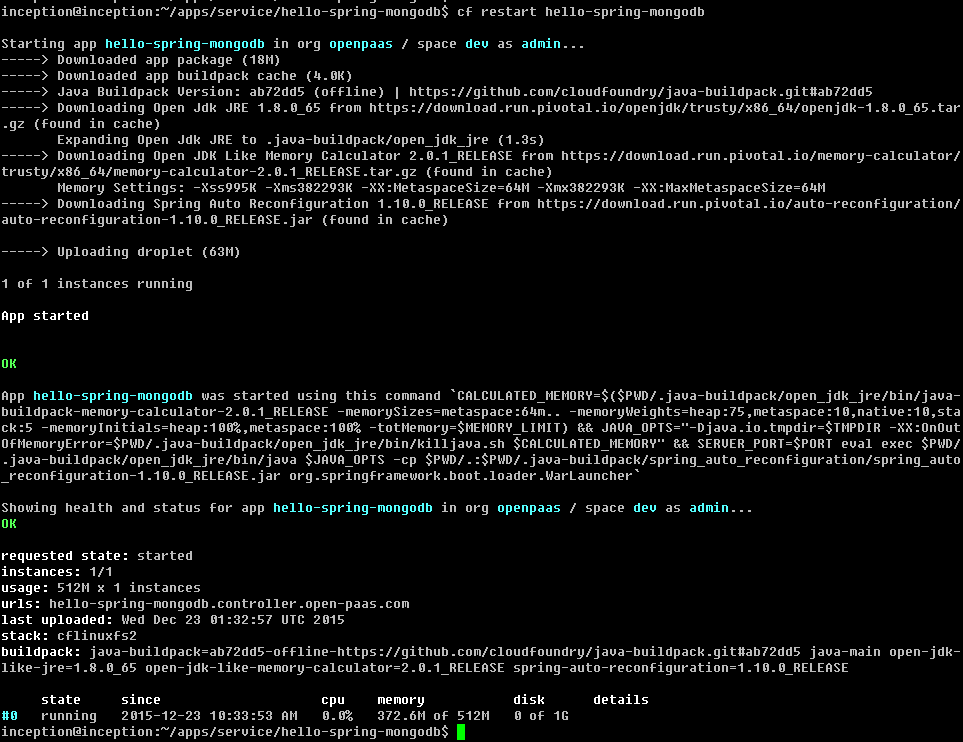 inception@inception:~/apps/service/hello-spring-mongodb$ cf restart hello-spring-mongodb
Starting app hello-spring-mongodb in org openpaas / space dev as admin...
-----> Downloaded app package (18M)
-----> Downloaded app buildpack cache (4.0K)
-----> Java Buildpack Version: ab72dd5 (offline) | https://github.com/cloudfoundry/java-buildpack.git#ab72dd5
-----> Downloading Open Jdk JRE 1.8.0_65 from https://download.run.pivotal.io/openjdk/trusty/x86_64/openjdk-1.8.0_65.tar
.gz (found in cache)
Expanding Open Jdk JRE to .java-buildpack/open_jdk_jre (1.3s)
-----> Downloading Open JDK Like Memory Calculator 2.0.1_RELEASE from https://download.run.pivotal.io/memory-calculator/
trusty/x86_64/memory-calculator-2.0.1_RELEASE.tar.gz (found in cache)
Memory Settings: -Xss995K -Xms382293K -XX:MetaspaceSize=64M -Xmx382293K -XX:MaxMetaspaceSize=64M
-----> Downloading Spring Auto Reconfiguration 1.10.0_RELEASE from https://download.run.pivotal.io/auto-reconfiguration/
auto-reconfiguration-1.10.0_RELEASE.jar (found in cache)
-----> Uploading droplet (63M)
1 of 1 instances running
App started
OK
App hello-spring-mongodb was started using this command `CALCULATED_MEMORY=$($PWD/.java-buildpack/open_jdk_jre/bin/java-
buildpack-memory-calculator-2.0.1_RELEASE -memorySizes=metaspace:64m.. -memoryWeights=heap:75,metaspace:10,native:10,sta
ck:5 -memoryInitials=heap:100%,metaspace:100% -totMemory=$MEMORY_LIMIT) && JAVA_OPTS="-Djava.io.tmpdir=$TMPDIR -XX:OnOut
OfMemoryError=$PWD/.java-buildpack/open_jdk_jre/bin/killjava.sh $CALCULATED_MEMORY" && SERVER_PORT=$PORT eval exec $PWD/
.java-buildpack/open_jdk_jre/bin/java $JAVA_OPTS -cp $PWD/.:$PWD/.java-buildpack/spring_auto_reconfiguration/spring_auto
_reconfiguration-1.10.0_RELEASE.jar org.springframework.boot.loader.WarLauncher`
Showing health and status for app hello-spring-mongodb in org openpaas / space dev as admin...
OK
requested state: started
instances: 1/1
usage: 512M x 1 instances
urls: hello-spring-mongodb.controller.open-paas.com
last uploaded: Wed Dec 23 01:32:57 UTC 2015
stack: cflinuxfs2
buildpack: java-buildpack=ab72dd5-offline-https://github.com/cloudfoundry/java-buildpack.git#ab72dd5 java-main open-jdk-
like-jre=1.8.0_65 open-jdk-like-memory-calculator=2.0.1_RELEASE spring-auto-reconfiguration=1.10.0_RELEASE
state since cpu memory disk details
#0 running 2015-12-23 10:33:53 AM 0.0% 372.6M of 512M 0 of 1G
inception@inception:~/apps/service/hello-spring-mongodb$